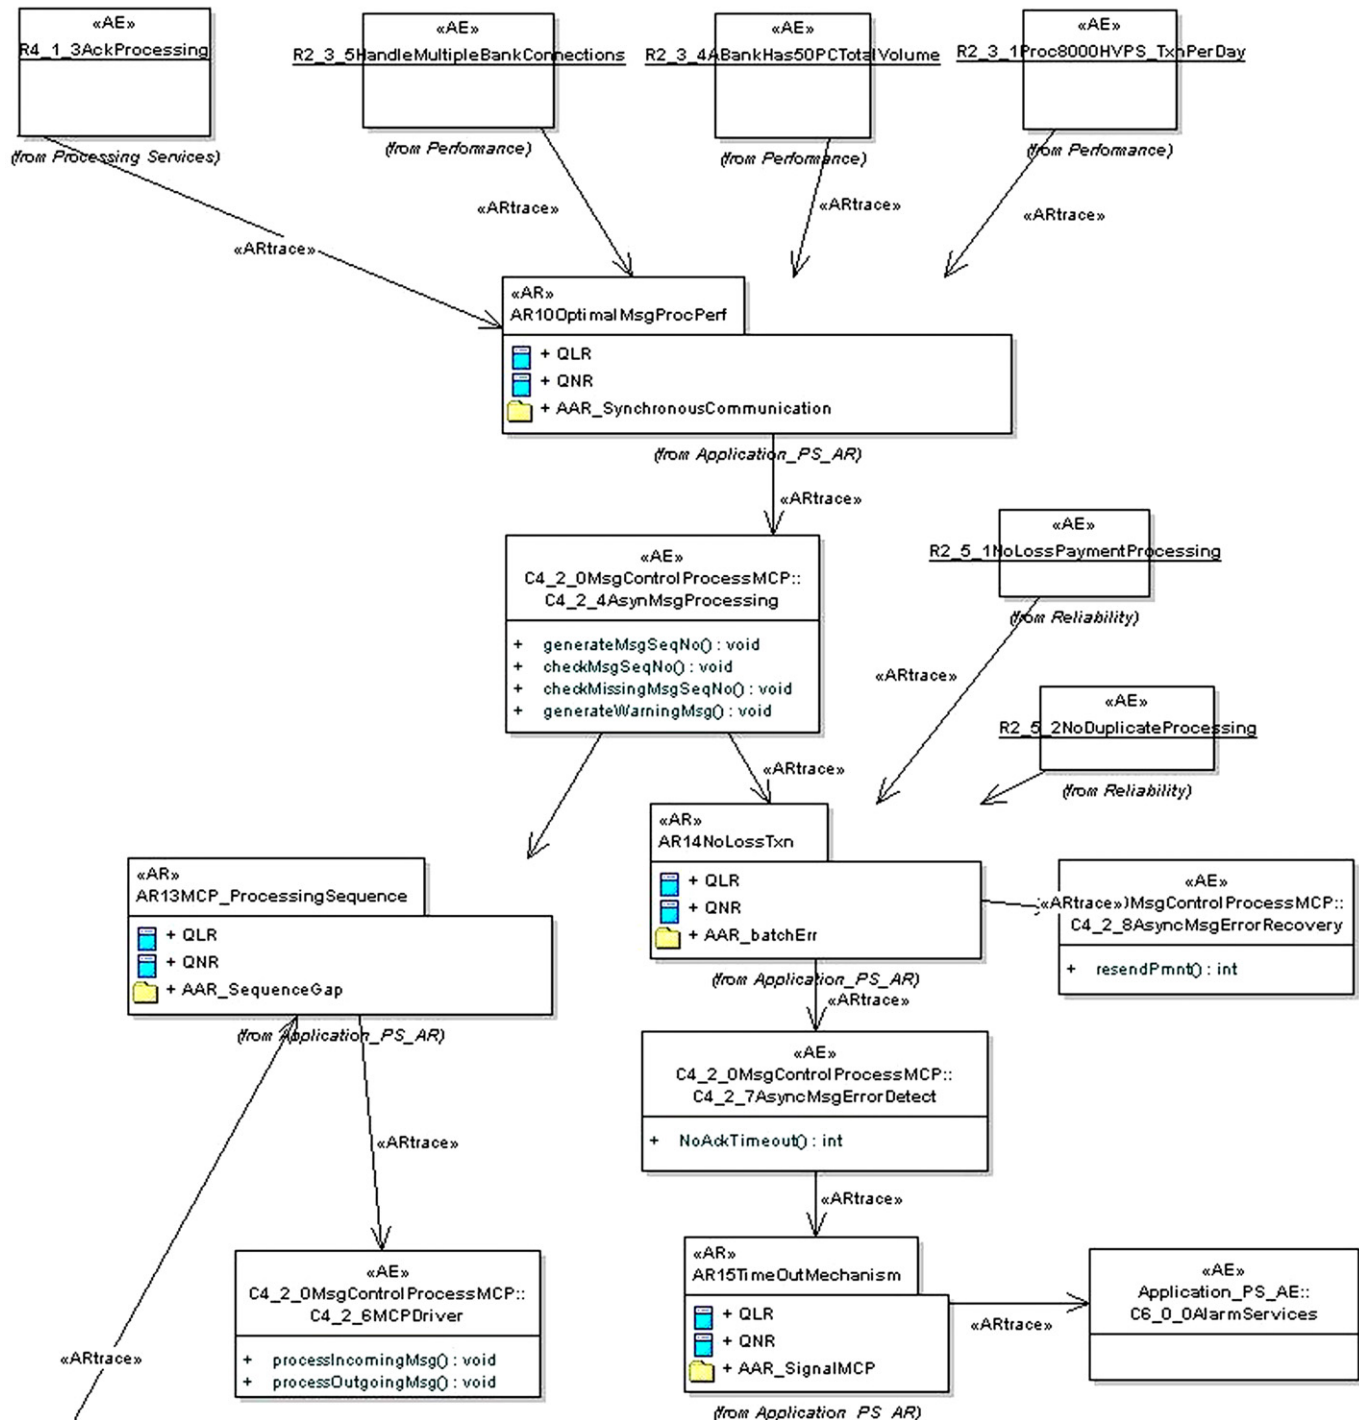 «AE»
R4_1_3AckProcessing
(from Processing Services)
«AE»
R2_3_5HandleMultipleBankConnections
(from Performance)
«AE»
R2_3_4ABankHas50PCTotalVolume
(from Performance)
«AE»
R2_3_1Proc8000HVPS_TxnPerDay
(from Performance)
«ARtrace»
«ARtrace»
«ARtrace»
«ARtrace»
«AR»
AR10OptimalMsgProcPerf
+ QLR
+ QNR
+ AAR_SynchronousCommunication
(from Application_PS_AR)
«ARtrace»
«AE»
C4_2_0MsgControlProcessMCP::
C4_2_4AsynMsgProcessing
+ generateMsgSeqNo() : void
+ checkMsgSeqNo() : void
+ checkMissingMsgSeqNo() : void
+ generateWarningMsg() : void
«AE»
R2_5_1NoLossPaymentProcessing
(from Reliability)
«ARtrace»
«AE»
R2_5_2NoDuplicateProcessing
(from Reliability)
«ARtrace»
«AR»
AR14NoLossTxn
+ QLR
+ QNR
+ AAR_batchErr
(from Application_PS_AR)
«ARtrace»
«AR»
AR13MCP_ProcessingSequence
+ QLR
+ QNR
+ AAR_SequenceGap
(from Application_PS_AR)
«AE»
«ARtrace» MsgControlProcessMCP::
C4_2_8AsyncMsgErrorRecovery
+ resendPmnt() : int
«AE»
C4_2_0MsgControlProcessMCP::
C4_2_7AsyncMsgErrorDetect
+ NoAckTimeout() : int
«ARtrace»
«ARtrace»
«AE»
C4_2_0MsgControlProcessMCP::
C4_2_6MCPDriver
+ processIncomingMsg() : void
+ processOutgoingMsg() : void
«ARtrace»
«AR»
AR15TimeOutMechanism
+ QLR
+ QNR
+ AAR_SignalMCP
(from Application_PS_AR)
«ARtrace»
«AE»
Application_PS_AE::
C6_0_0AlarmServices